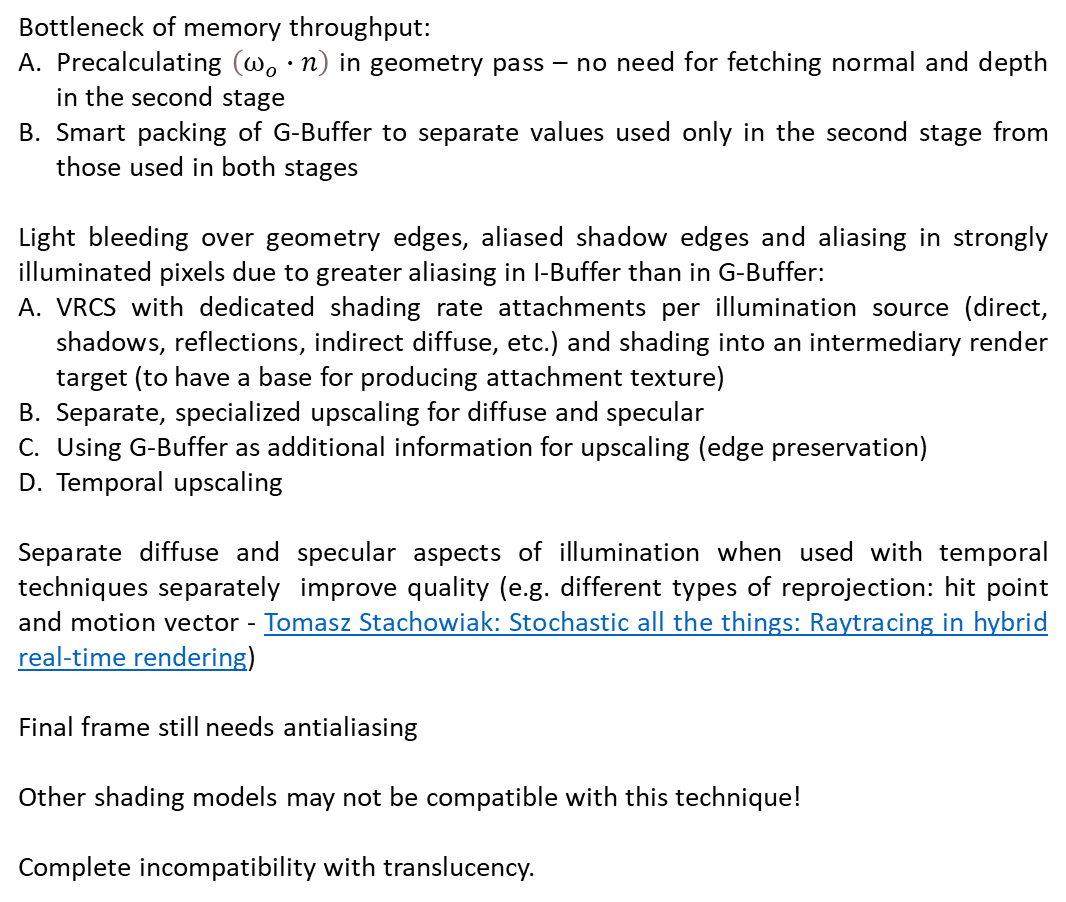 Bottleneck of memory throughput:
A. Precalculating (ω𝑜 · 𝑛) in geometry pass – no need for fetching normal and depth
in the second stage
B. Smart packing of G-Buffer to separate values used only in the second stage from
those used in both stages
Light bleeding over geometry edges, aliased shadow edges and aliasing in strongly
illuminated pixels due to greater aliasing in I-Buffer than in G-Buffer:
A. VRCS with dedicated shading rate attachments per illumination source (direct,
shadows, reflections, indirect diffuse, etc.) and shading into an intermediary render
target (to have a base for producing attachment texture)
B. Separate, specialized upscaling for diffuse and specular
C. Using G-Buffer as additional information for upscaling (edge preservation)
D. Temporal upscaling
Separate diffuse and specular aspects of illumination when used with temporal
techniques separately improve quality (e.g. different types of reprojection: hit point
and motion vector - Tomasz Stachowiak: Stochastic all the things: Raytracing in hybrid
real-time rendering)
Final frame still needs antialiasing
Other shading models may not be compatible with this technique!
Complete incompatibility with translucency.